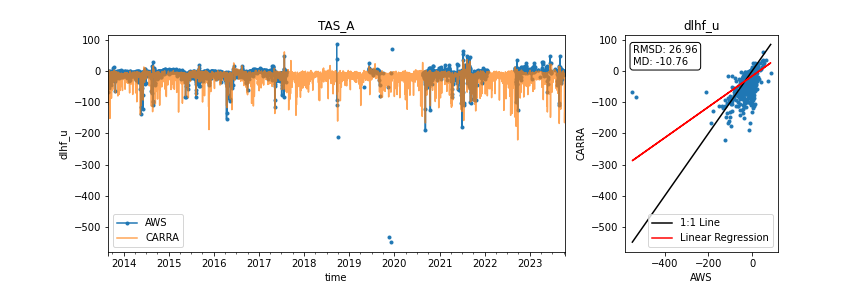 TAS_A
dlhf_u
100
0
−100
−200
−300
−400
−500
dlhf_u
AWS
CARRA
2014 2015 2016 2017 2018 2019 2020 2021 2022 2023
time
RMSD: 26.96
MD: -10.76
100
0
−100
−200
−300
−400
−500
CARRA
1:1 Line
Linear Regression
−400 −200 0
AWS